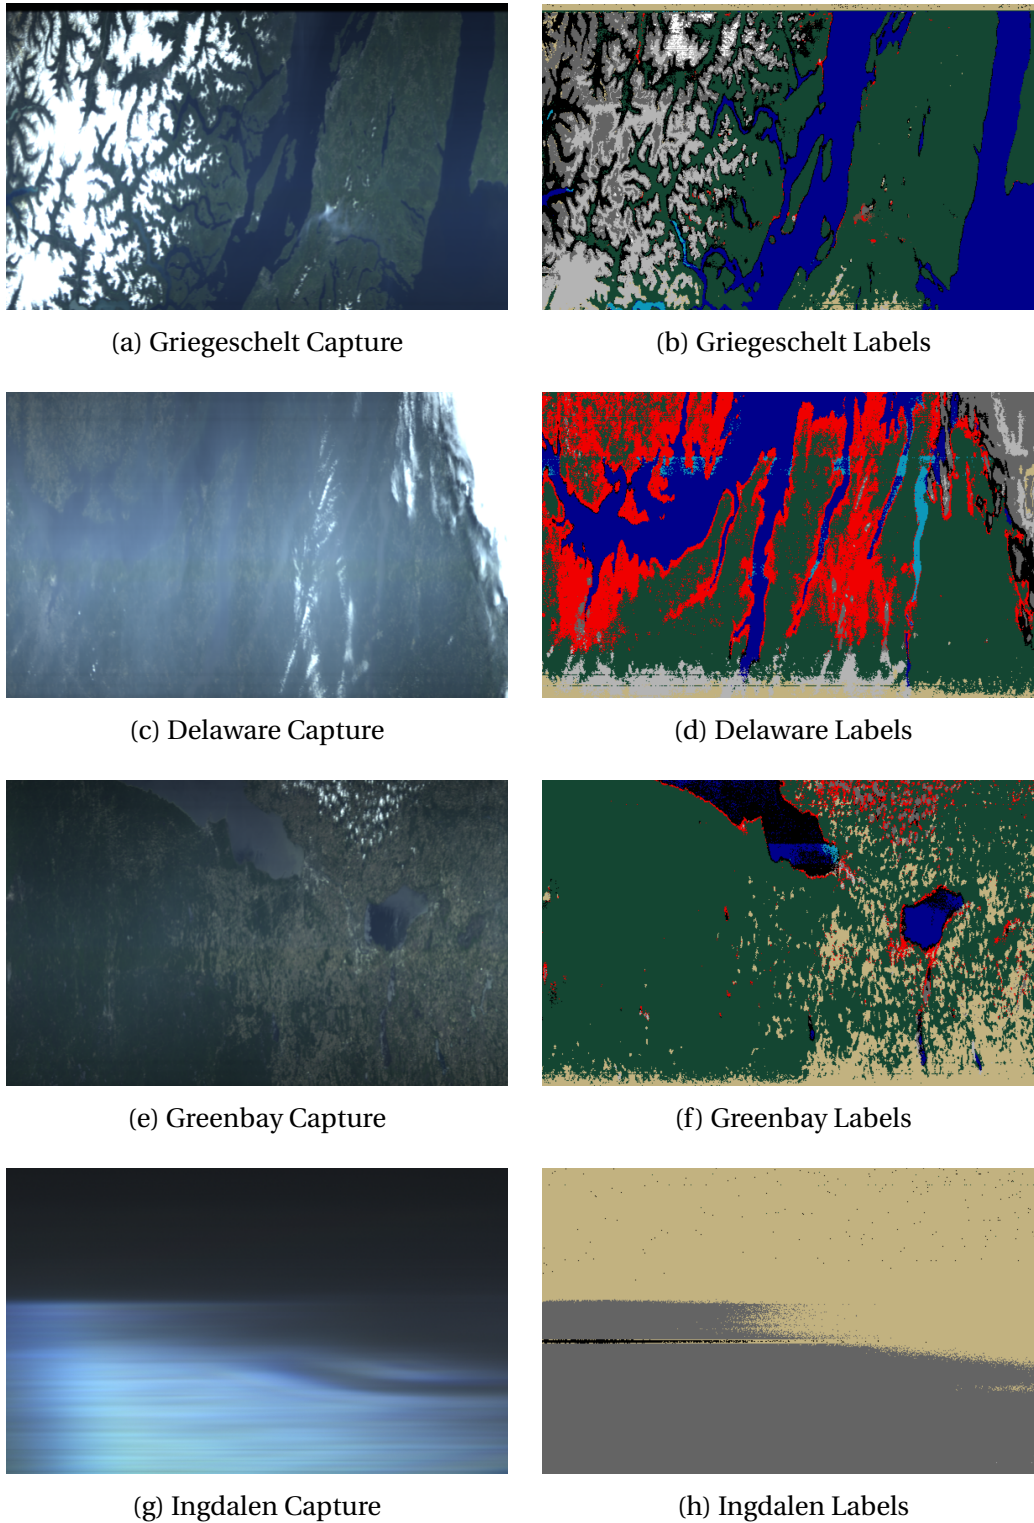 (a) Griegeschelt Capture
(b) Griegeschelt Labels
(c) Delaware Capture
(d) Delaware Labels
(e) Greenbay Capture
(f) Greenbay Labels
(g) Ingdalen Capture
(h) Ingdalen Labels